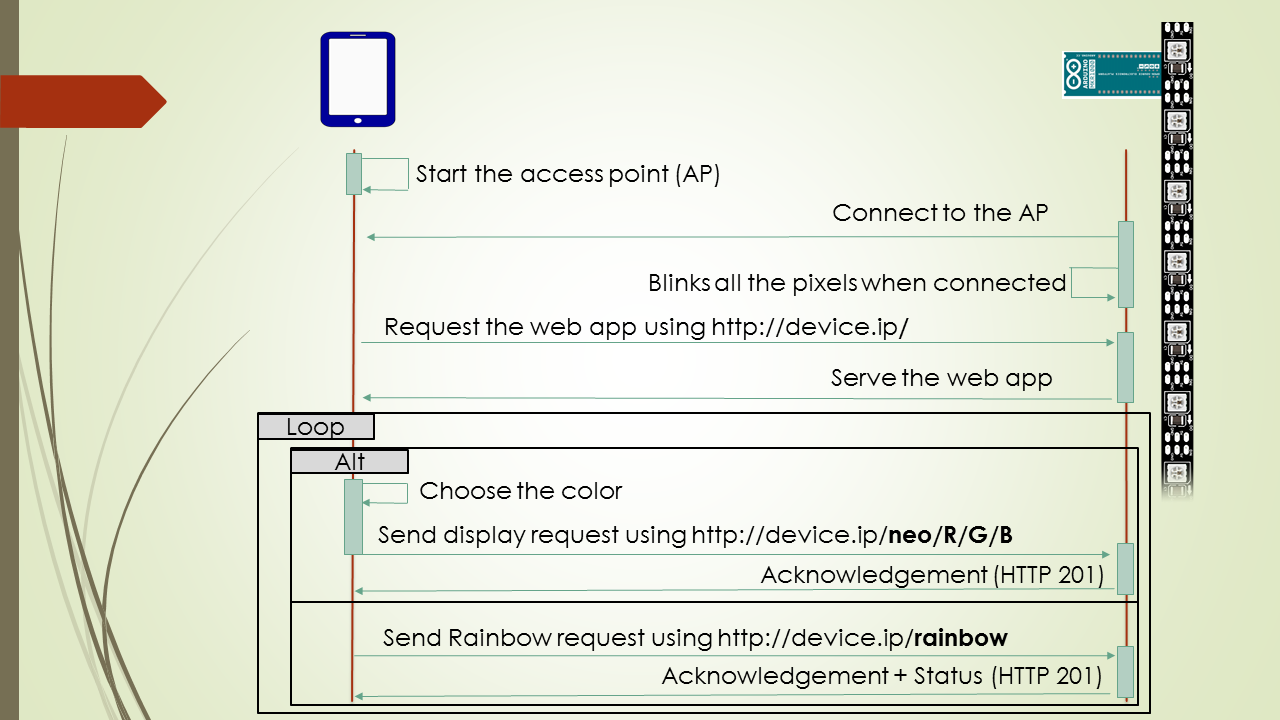 Start the access point (AP)
Connect to the AP
Blinks all the pixels when connected
Request the web app using http://device.ip/
Serve the web app
Loop
Alt
Choose the color
Send display request using http://device.ip/neo/R/G/B
Acknowledgement (HTTP 201)
Send Rainbow request using http://device.ip/rainbow
Acknowledgement + Status (HTTP 201)
ARDUINO